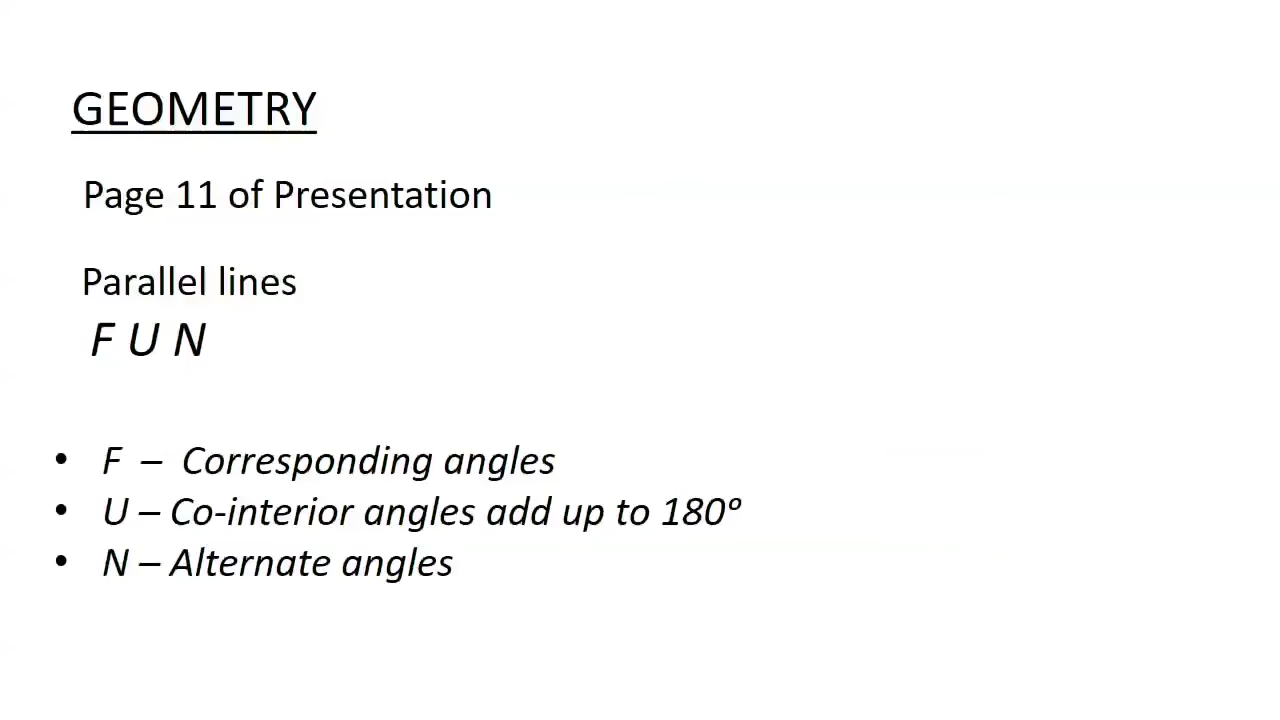 GEOMETRY
Page 11 of Presentation
Parallel lines
F U N
• F – Corresponding angles
• U – Co-interior angles add up to 180º
• N – Alternate angles